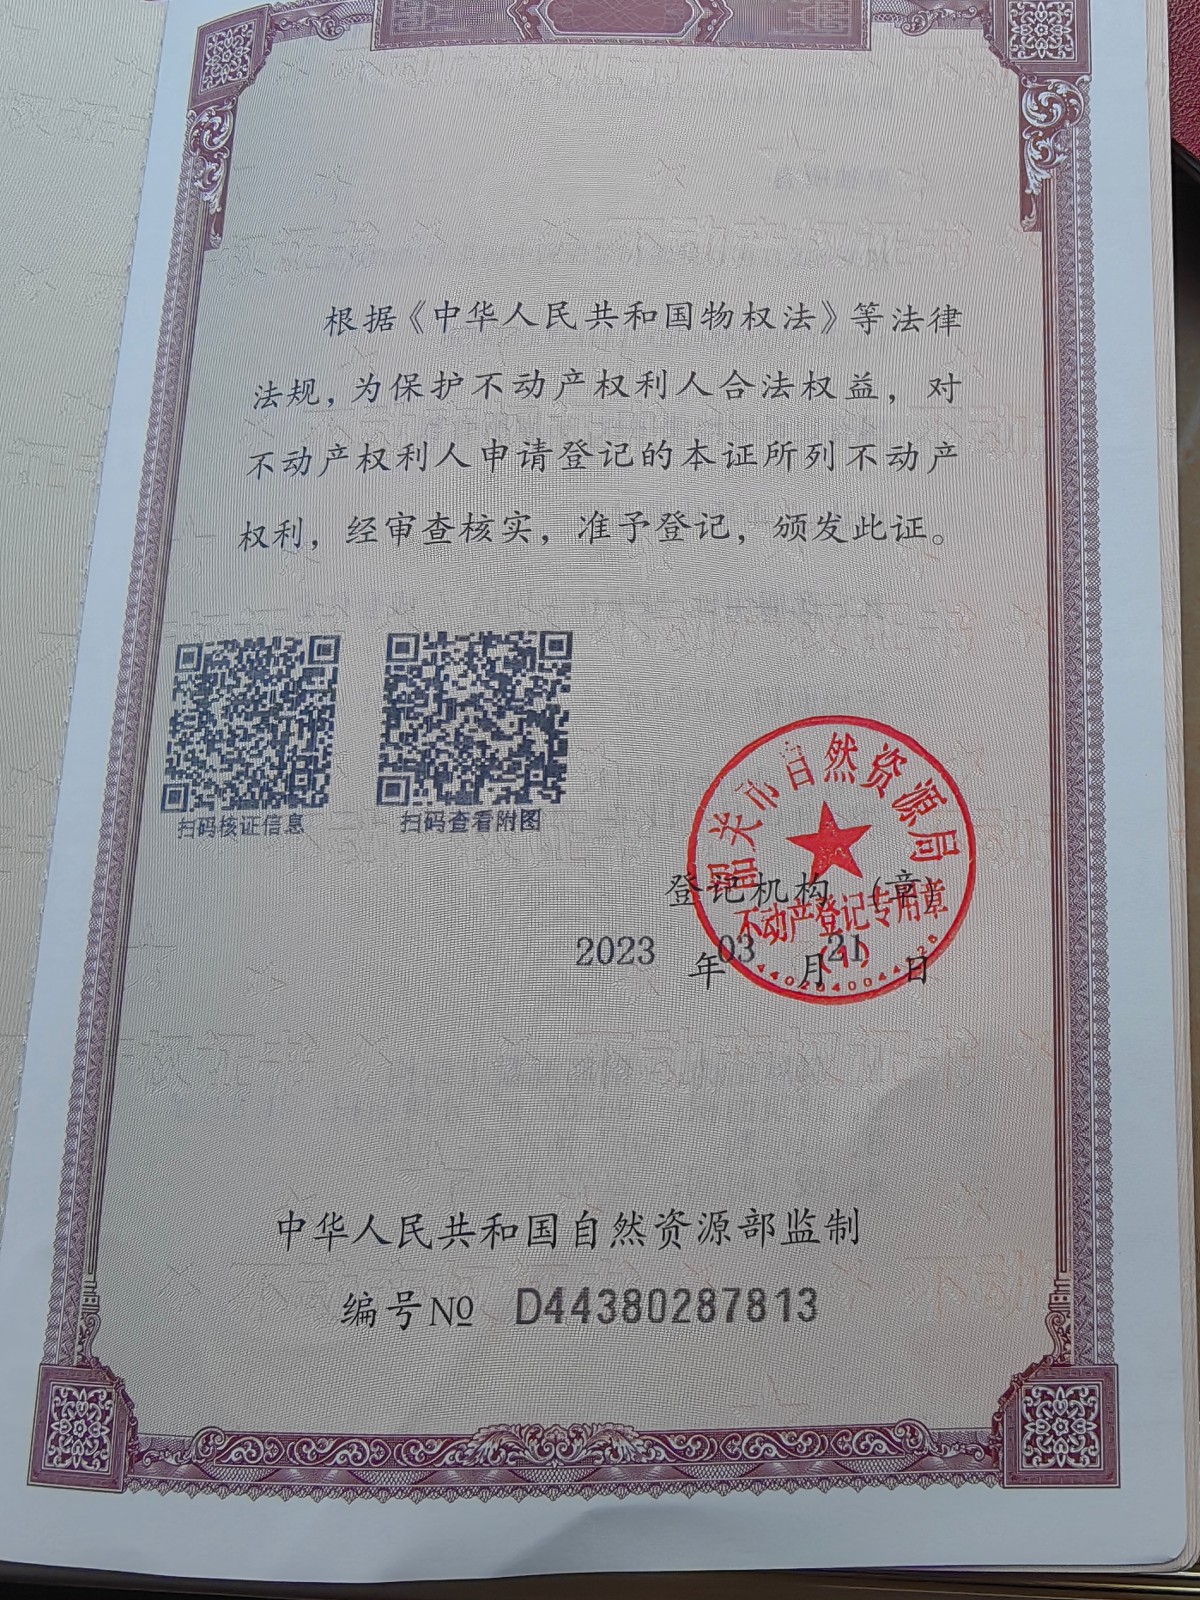 根据《中华人民共和国物权法》等法律
法规，为保护不动产权利人合法权益，对
不动产权利人申请登记的本证所列不动产
权利，经审查核实，准予登记，颁发此证。
扫码核证信息
扫码查看附图
韶关市自然资源局
登记机构（章）
不动产登记专用章
(1)
2023 年 03 月 21 日
中华人民共和国自然资源部监制
编号№ D44380287813